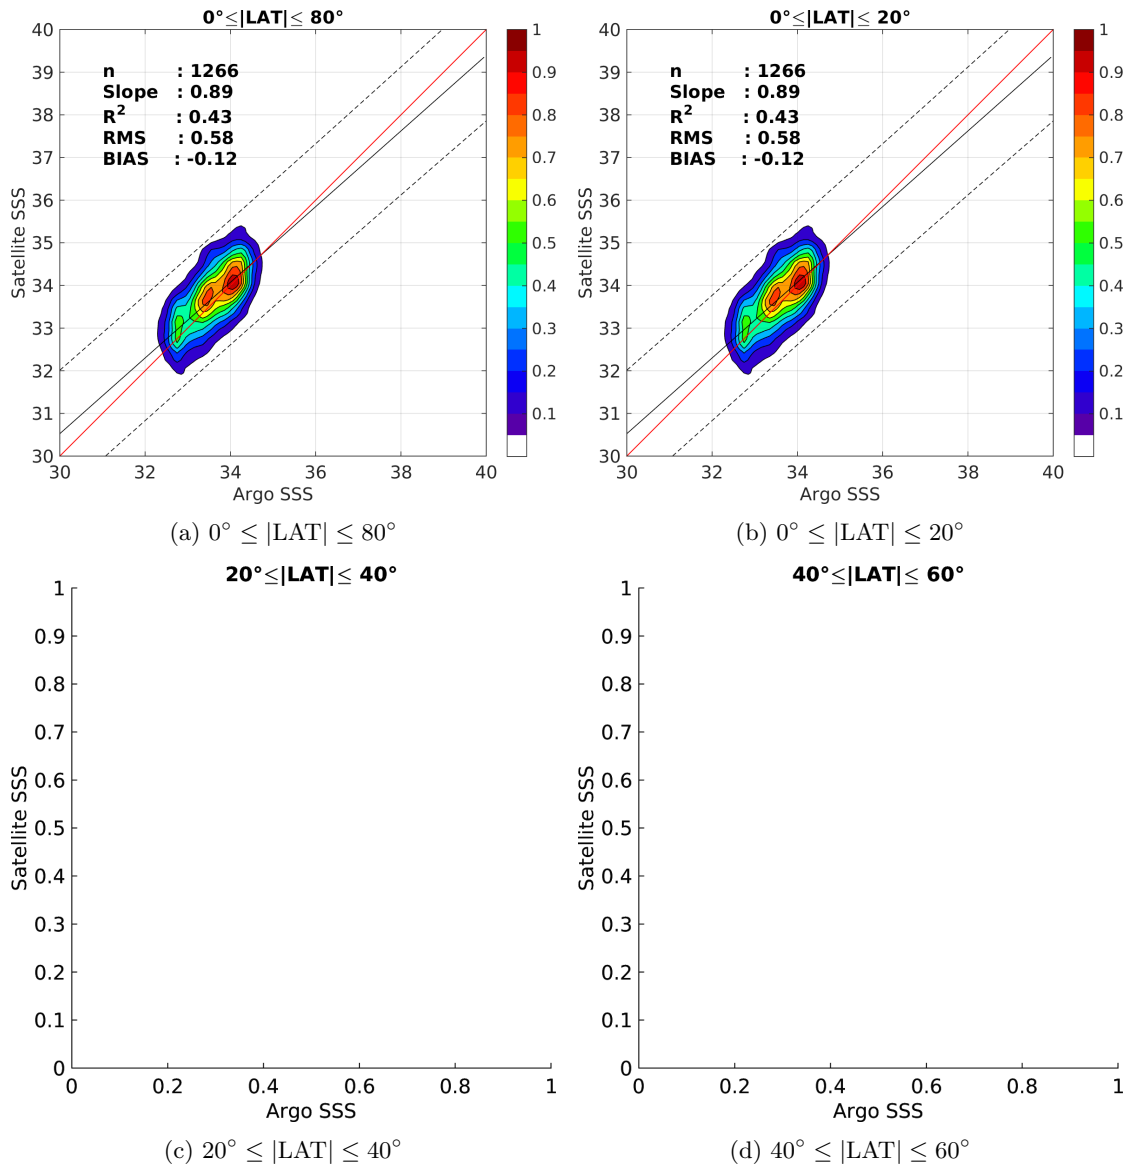 0°≤|LAT|≤ 80°
n : 1266
Slope : 0.89
R² : 0.43
RMS : 0.58
BIAS : -0.12
40
39
38
37
36
35
34
33
32
31
30
Satellite SSS
30 32 34 36 38 40
Argo SSS
1
0.9
0.8
0.7
0.6
0.5
0.4
0.3
0.2
0.1
(a) 0° ≤ |LAT| ≤ 80°
0°≤|LAT|≤ 20°
n : 1266
Slope : 0.89
R² : 0.43
RMS : 0.58
BIAS : -0.12
40
39
38
37
36
35
34
33
32
31
30
Satellite SSS
30 32 34 36 38 40
Argo SSS
1
0.9
0.8
0.7
0.6
0.5
0.4
0.3
0.2
0.1
(b) 0° ≤ |LAT| ≤ 20°
20°≤|LAT|≤ 40°
1
0.9
0.8
0.7
0.6
0.5
0.4
0.3
0.2
0.1
0
Satellite SSS
0 0.2 0.4 0.6 0.8 1
Argo SSS
(c) 20° ≤ |LAT| ≤ 40°
40°≤|LAT|≤ 60°
1
0.9
0.8
0.7
0.6
0.5
0.4
0.3
0.2
0.1
0
Satellite SSS
0 0.2 0.4 0.6 0.8 1
Argo SSS
(d) 40° ≤ |LAT| ≤ 60°